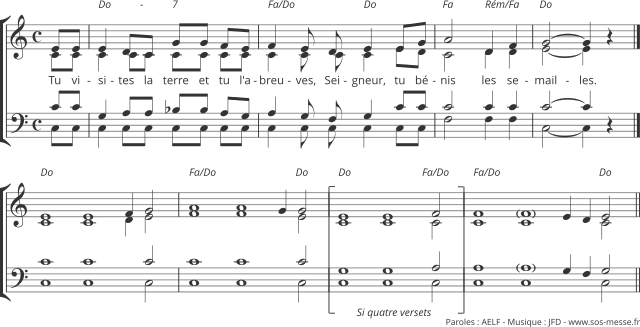 Do - 7 Fa/Do Do Fa Rém/Fa Do
Tu vi - si - tes la terre et tu l'a - breu - ves, Sei - gneur, tu bé - nis les se - mail - les.
Do Fa/Do Do Do Fa/Do Fa/Do Do
Si quatre versets
Paroles : AELF - Musique : JFD - www.sos-messe.fr